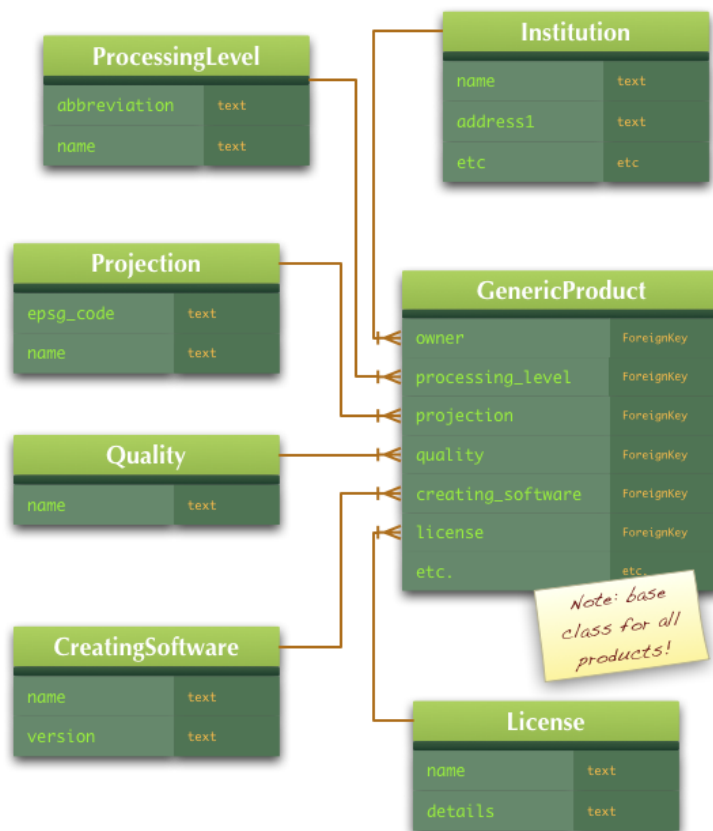 ProcessingLevel
abbreviation text
name text
Institution
name text
address1 text
etc etc
Projection
epsg_code text
name text
GenericProduct
owner ForeignKey
processing_level ForeignKey
projection ForeignKey
quality ForeignKey
creating_software ForeignKey
license ForeignKey
etc. etc.
Note: base
class for all
products!
Quality
name text
CreatingSoftware
name text
version text
License
name text
details text